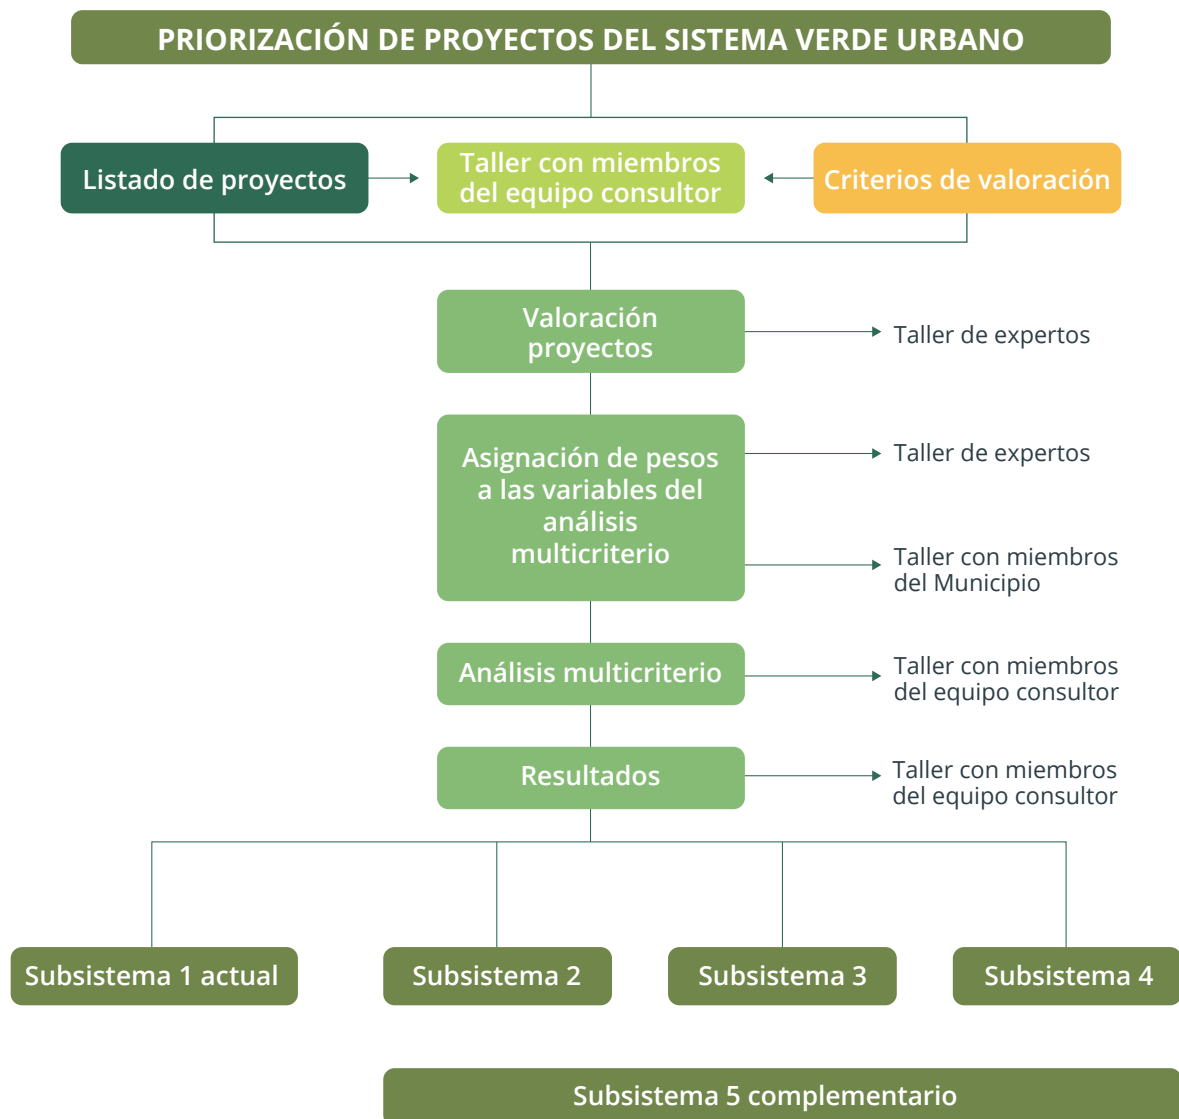 PRIORIZACIÓN DE PROYECTOS DEL SISTEMA VERDE URBANO
Listado de proyectos
Taller con miembros
del equipo consultor
Criterios de valoración
Valoración
proyectos
Taller de expertos
Asignación de pesos
a las variables del
análisis
multicriterio
Taller de expertos
Taller con miembros
del Municipio
Análisis multicriterio
Taller con miembros
del equipo consultor
Resultados
Taller con miembros
del equipo consultor
Subsistema 1 actual
Subsistema 2
Subsistema 3
Subsistema 4
Subsistema 5 complementario